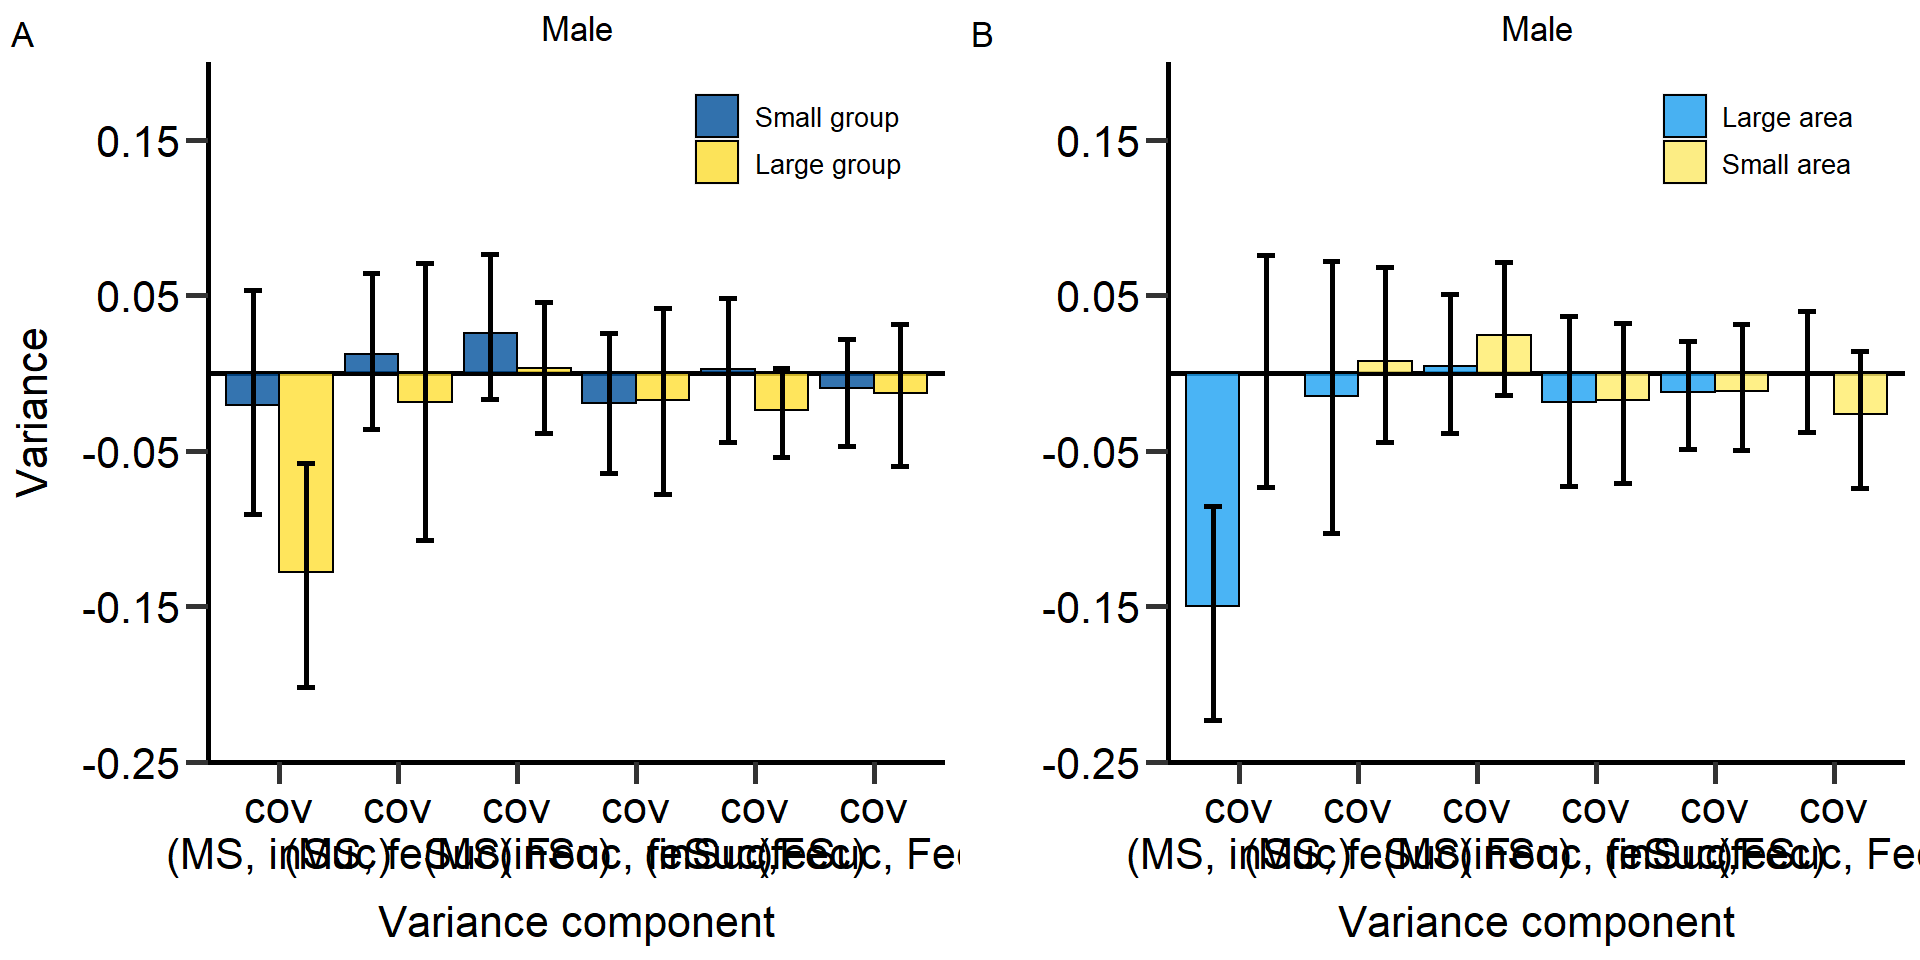 A
Male
Small group
Large group
0.15
0.05
-0.05
-0.15
-0.25
Variance
cov
cov
cov
cov
cov
cov
(MS,
Variance component
B
Male
Large area
Small area
0.15
0.05
-0.05
-0.15
-0.25
cov
cov
cov
cov
cov
cov
(MS,
Variance component